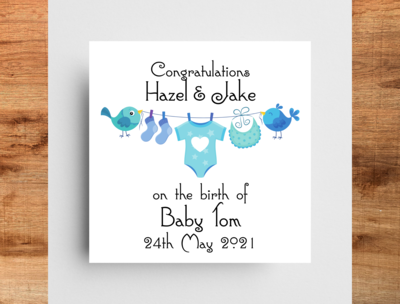 Congratulations
Hazel & Jake
on the birth of
Baby Tom
24th May 2021